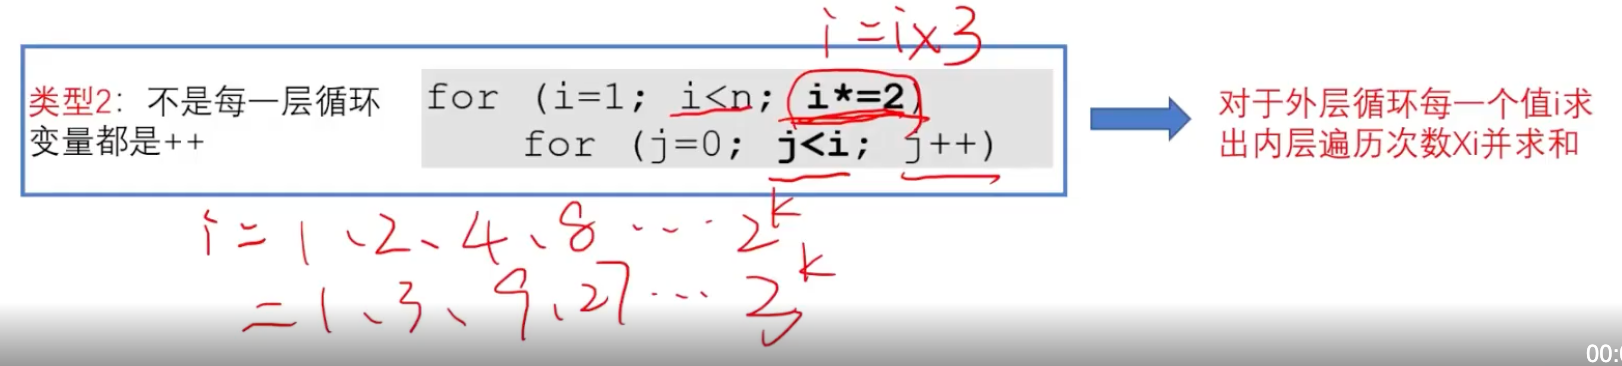 i=i×3
类型2：不是每一层循环
变量都是++
for (i=1; i<n; i*=2)
for (j=0; j<i; j++)
对于外层循环每一个值i求
出内层遍历次数Xi并求和
i=1、2、4、8…2^k
=1、3、9、27…3^k
00: